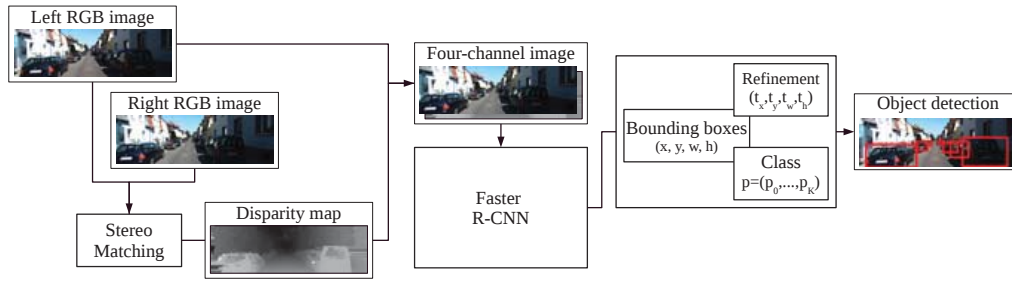 Left RGB image
Right RGB image
Stereo
Matching
Disparity map
Four-channel image
Faster
R-CNN
Bounding boxes
(x, y, w, h)
Refinement
(t_x,t_y,t_w,t_h)
Class
p=(p_0,...,p_K)
Object detection